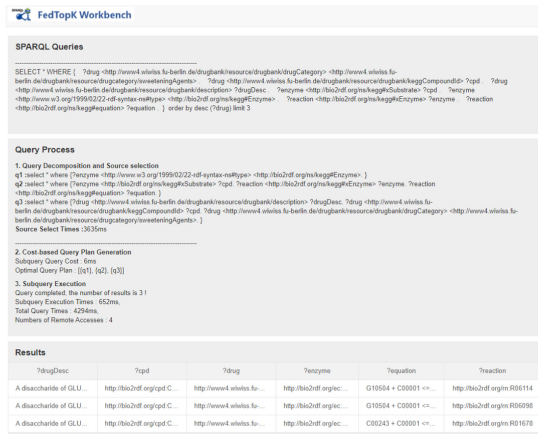 SPARQL FedTopK Workbench
SPARQL Queries
SELECT * WHERE { ?drug <http://www4.wiwiss.fu-berlin.de/drugbank/resource/drugbank/drugCategory> <http://www4.wiwiss.fu-
berlin.de/drugbank/resource/drugcategory/sweeteningAgents> . ?drug <http://www4.wiwiss.fu-berlin.de/drugbank/resource/drugbank/keggCompoundId> ?cpd . ?drug
<http://www4.wiwiss.fu-berlin.de/drugbank/resource/drugbank/description> ?drugDesc . ?enzyme <http://bio2rdf.org/ns/kegg#xSubstrate> ?cpd . ?enzyme
<http://www.w3.org/1999/02/22-rdf-syntax-ns#type> <http://bio2rdf.org/ns/kegg#Enzyme> . ?reaction <http://bio2rdf.org/ns/kegg#xEnzyme> ?enzyme . ?reaction
<http://bio2rdf.org/ns/kegg#equation> ?equation . } order by desc (?drug) limit 3
Query Process
1. Query Decomposition and Source selection
q1 :select * where {?enzyme <http://www.w3.org/1999/02/22-rdf-syntax-ns#type> <http://bio2rdf.org/ns/kegg#Enzyme>. }
q2 :select * where {?enzyme <http://bio2rdf.org/ns/kegg#xSubstrate> ?cpd. ?reaction <http://bio2rdf.org/ns/kegg#xEnzyme> ?enzyme. ?reaction
<http://bio2rdf.org/ns/kegg#equation> ?equation. }
q3 :select * where {?drug <http://www4.wiwiss.fu-berlin.de/drugbank/resource/drugbank/description> ?drugDesc. ?drug <http://www4.wiwiss.fu-
berlin.de/drugbank/resource/drugbank/keggCompoundId> ?cpd. ?drug <http://www4.wiwiss.fu-berlin.de/drugbank/resource/drugbank/drugCategory> <http://www4.wiwiss.fu-
berlin.de/drugbank/resource/drugcategory/sweeteningAgents>. }
Source Select Times :3635ms
2. Cost-based Query Plan Generation
Subquery Query Cost : 6ms
Optimal Query Plan : [{q1}, {q2}, {q3}]
3. Subquery Execution
Query completed, the number of results is 3 !
Subquery Execution Times : 652ms,
Total Query Times : 4294ms,
Numbers of Remote Accesses : 4
Results
?drugDesc ?cpd ?drug ?enzyme ?equation ?reaction
A disaccharide of GLU... http://bio2rdf.org/cpd:C... http://www4.wiwiss.fu-... http://bio2rdf.org/ec:... G10504 + C00001 <=... http://bio2rdf.org/rn:R06114
A disaccharide of GLU... http://bio2rdf.org/cpd:C... http://www4.wiwiss.fu-... http://bio2rdf.org/ec:... G10504 + C00001 <=... http://bio2rdf.org/rn:R06098
A disaccharide of GLU... http://bio2rdf.org/cpd:C... http://www4.wiwiss.fu-... http://bio2rdf.org/ec:... C00243 + C00001 <=... http://bio2rdf.org/rn:R01678